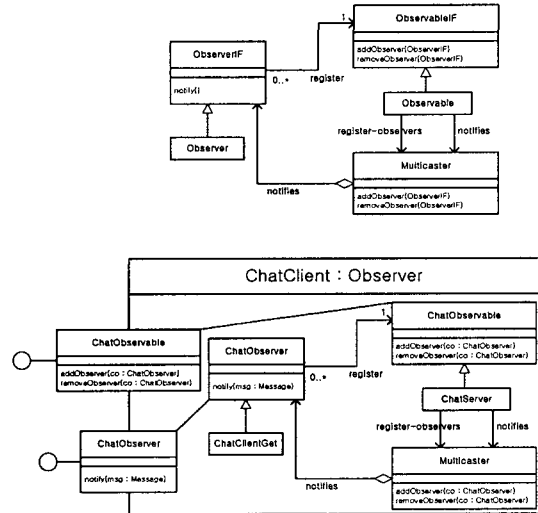 1
ObservableIF
ObserverIF
addObserver(ObserverIF)
removeObserver(ObserverIF)
0..*
register
notify()
Observable
Observer
register-observers
notifies
Multicaster
notifies
addObserver(ObserverIF)
removeObserver(ObserverIF)
ChatClient : Observer
1
ChatObservable
ChatObservable
ChatObserver
addObserver(co : ChatObserver)
removeObserver(co : ChatObserver)
0..*
register
addObserver(co : ChatObserver)
removeObserver(co : ChatObserver)
notify(msg : Message)
ChatServer
ChatObserver
ChatClientGet
register-observers
notifies
Multicaster
notify(msg : Message)
notifies
addObserver(co : ChatObserver)
removeObserver(co : ChatObserver)